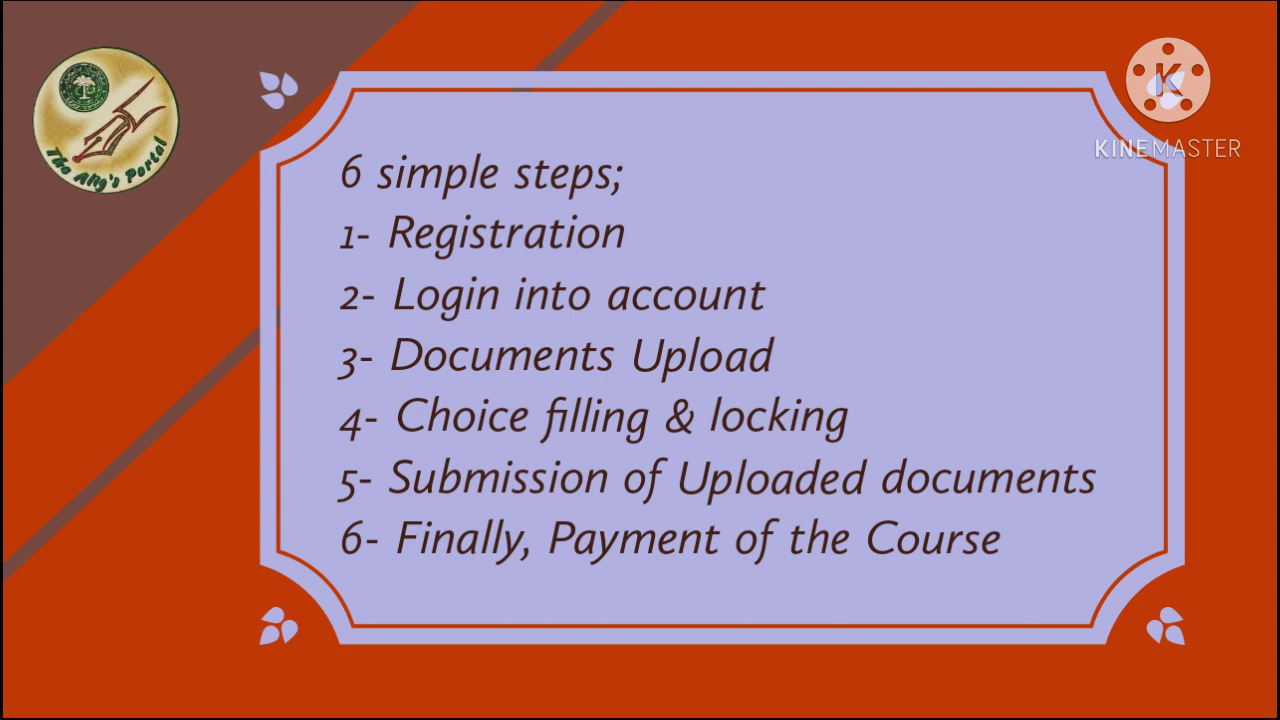 The Alig's Portal
K
KINEMASTER
6 simple steps;
1- Registration
2- Login into account
3- Documents Upload
4- Choice filling & locking
5- Submission of Uploaded documents
6- Finally, Payment of the Course